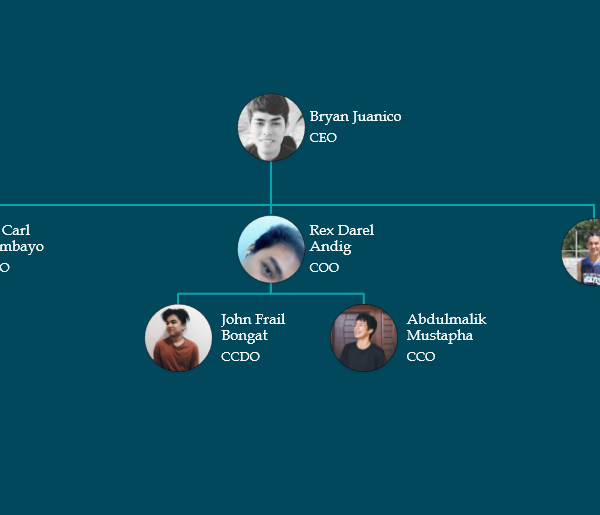 Bryan Juanico
CEO
Carl
mbayo
O
Rex Darel
Andig
COO
John Frail
Bongat
CCDO
Abdulmalik
Mustapha
CCO